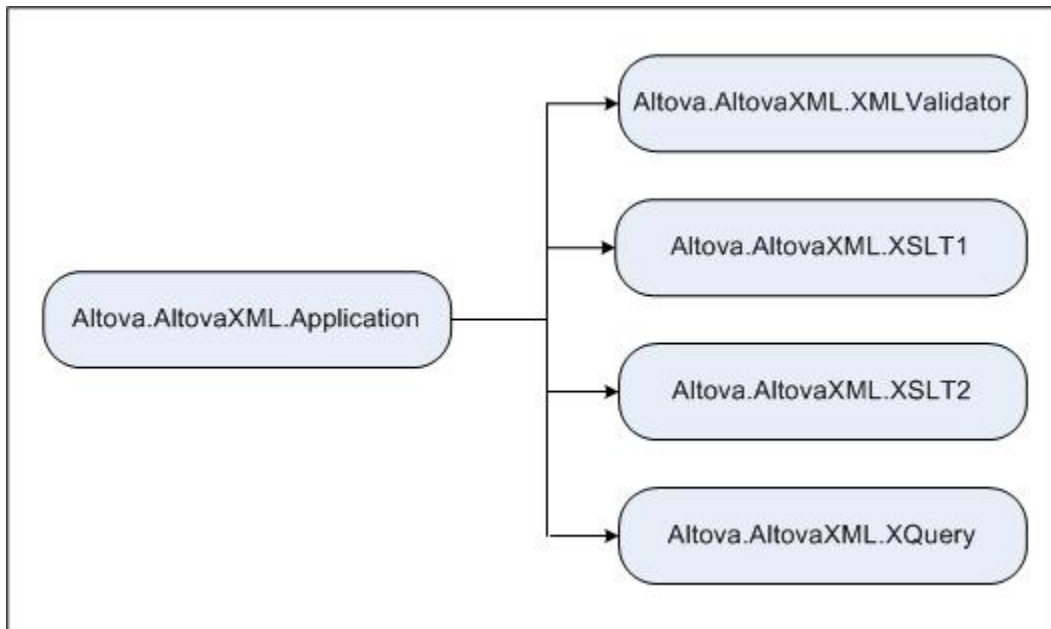 Altova.AltovaXML.XMLValidator
Altova.AltovaXML.XSLT1
Altova.AltovaXML.Application
Altova.AltovaXML.XSLT2
Altova.AltovaXML.XQuery